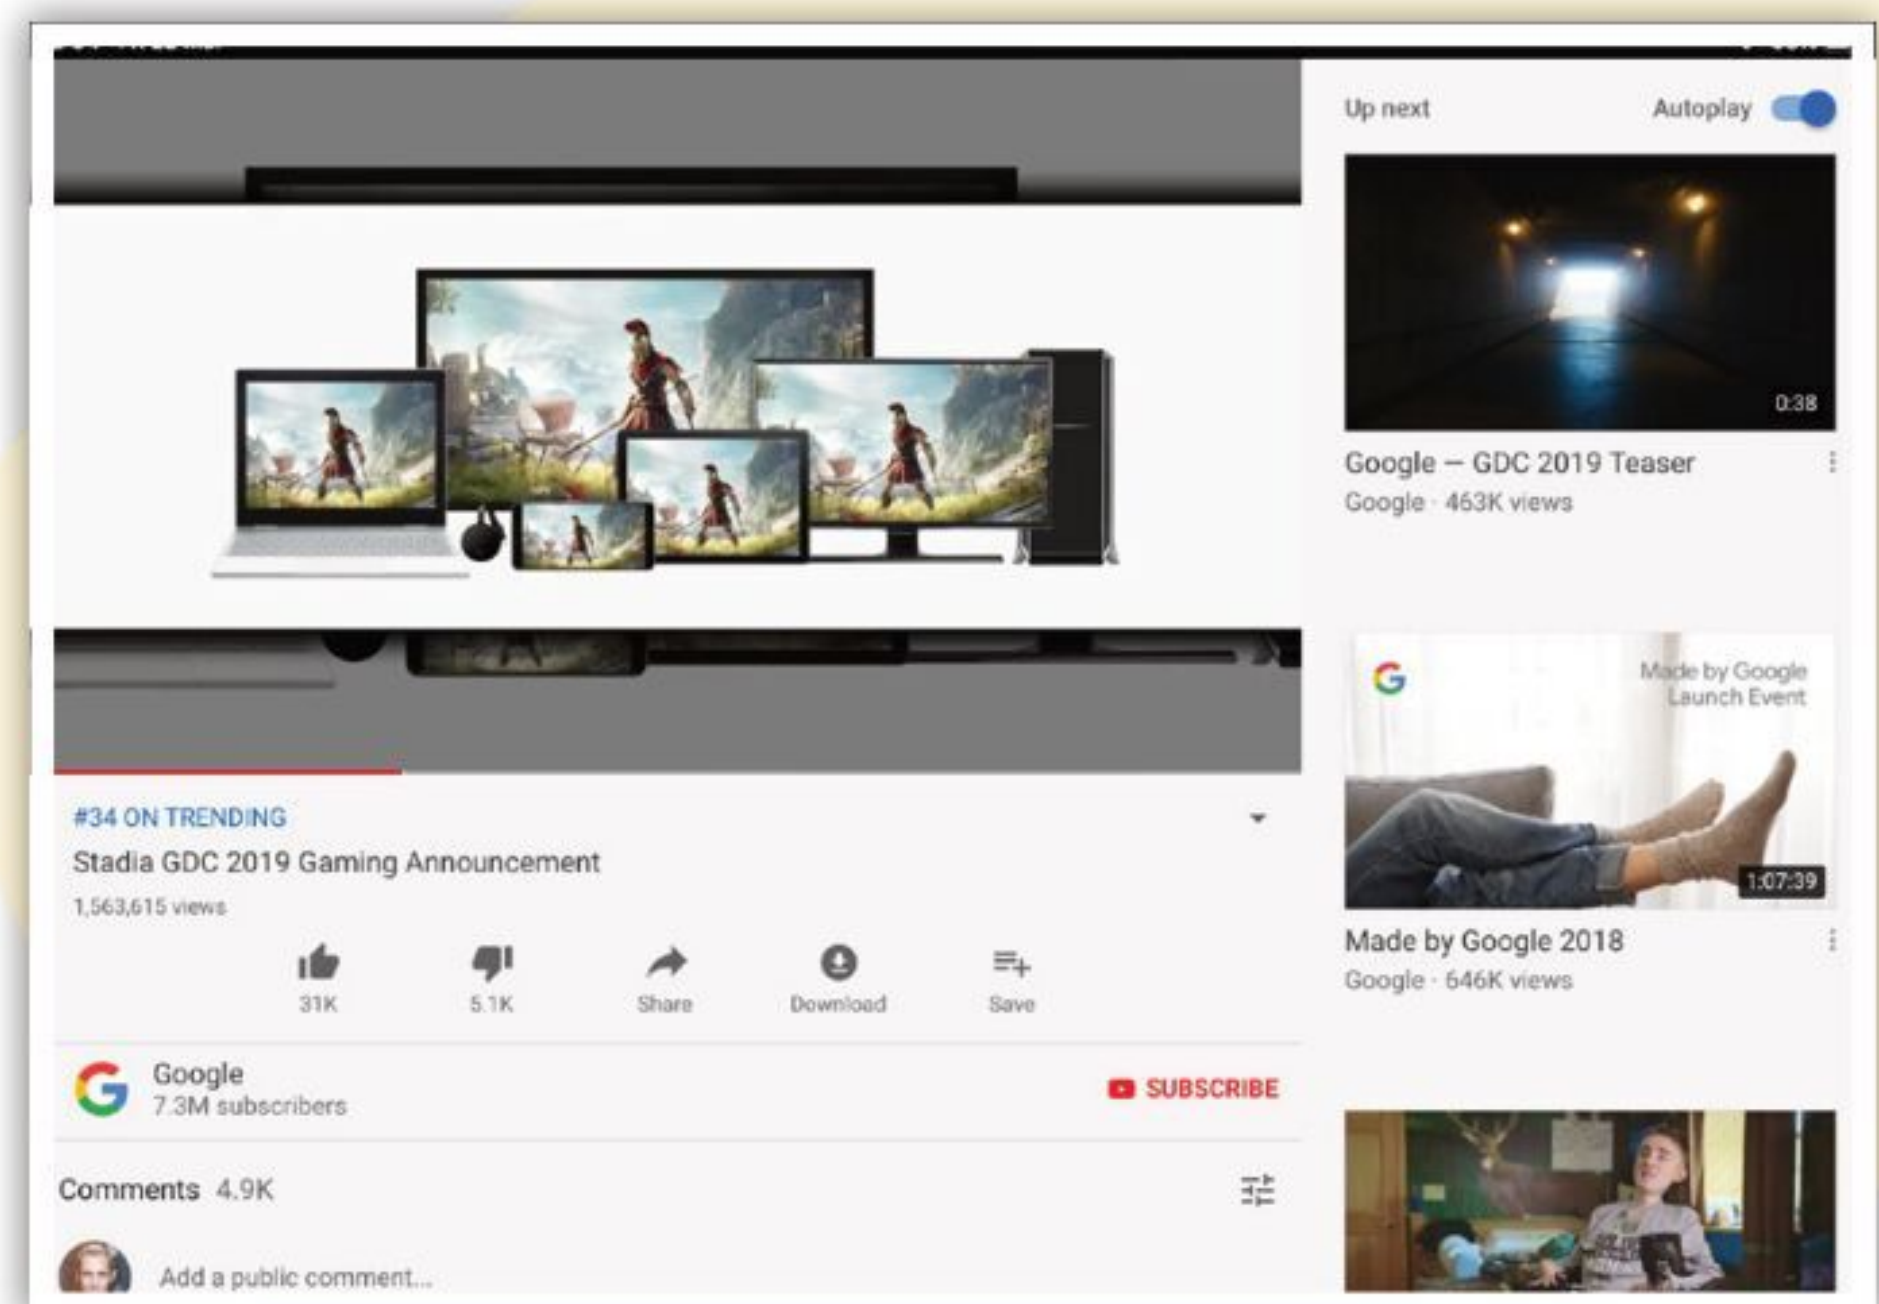 Up next Autoplay
0:38
Google — GDC 2019 Teaser
Google · 463K views
Made by Google
Launch Event
1:07:39
Made by Google 2018
Google · 646K views
#34 ON TRENDING
Stadia GDC 2019 Gaming Announcement
1,563,615 views
31K 5.1K Share Download Save
Google
7.3M subscribers
SUBSCRIBE
Comments 4.9K
Add a public comment...